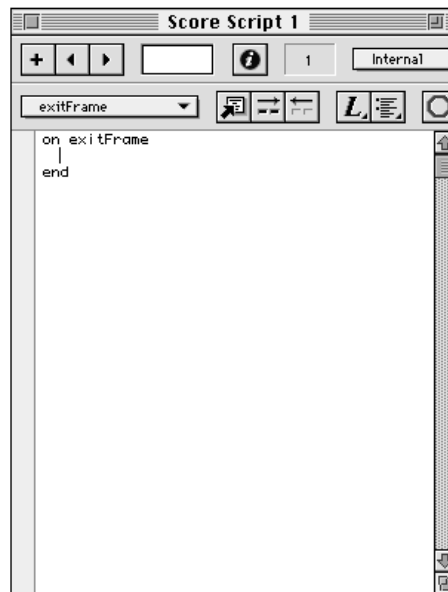 Score Script 1
1
Internal
exitFrame
L
on exitFrame
end